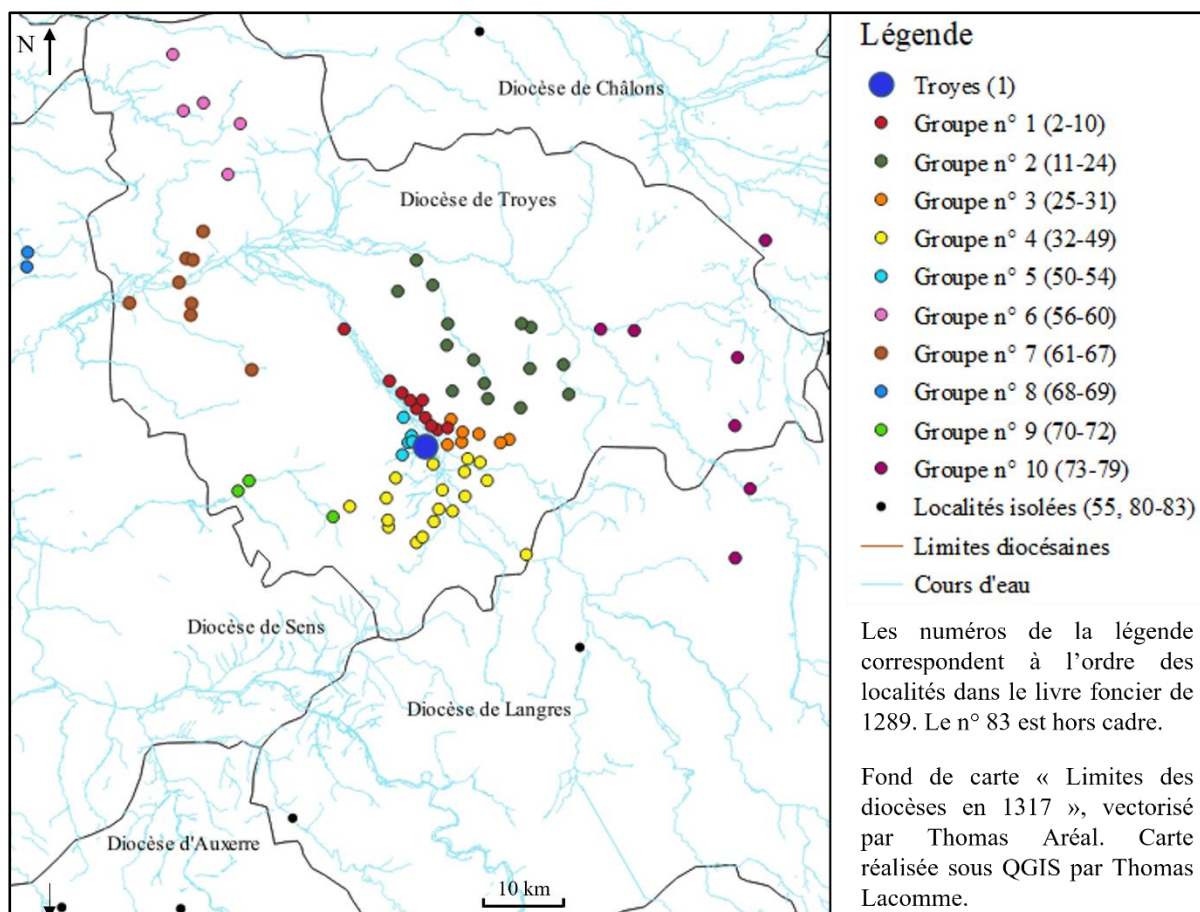 N
Diocèse de Châlons
Diocèse de Troyes
Diocèse de Sens
Diocèse de Langres
Diocèse d'Auxerre
10 km
Légende
Troyes (1)
Groupe n° 1 (2-10)
Groupe n° 2 (11-24)
Groupe n° 3 (25-31)
Groupe n° 4 (32-49)
Groupe n° 5 (50-54)
Groupe n° 6 (56-60)
Groupe n° 7 (61-67)
Groupe n° 8 (68-69)
Groupe n° 9 (70-72)
Groupe n° 10 (73-79)
Localités isolées (55, 80-83)
Limites diocésaines
Cours d'eau
Les numéros de la légende
correspondent à l’ordre des
localités dans le livre foncier de
1289. Le n° 83 est hors cadre.
Fond de carte « Limites des
diocèses en 1317 », vectorisé
par Thomas Aréal. Carte
réalisée sous QGIS par Thomas
Lacomme.